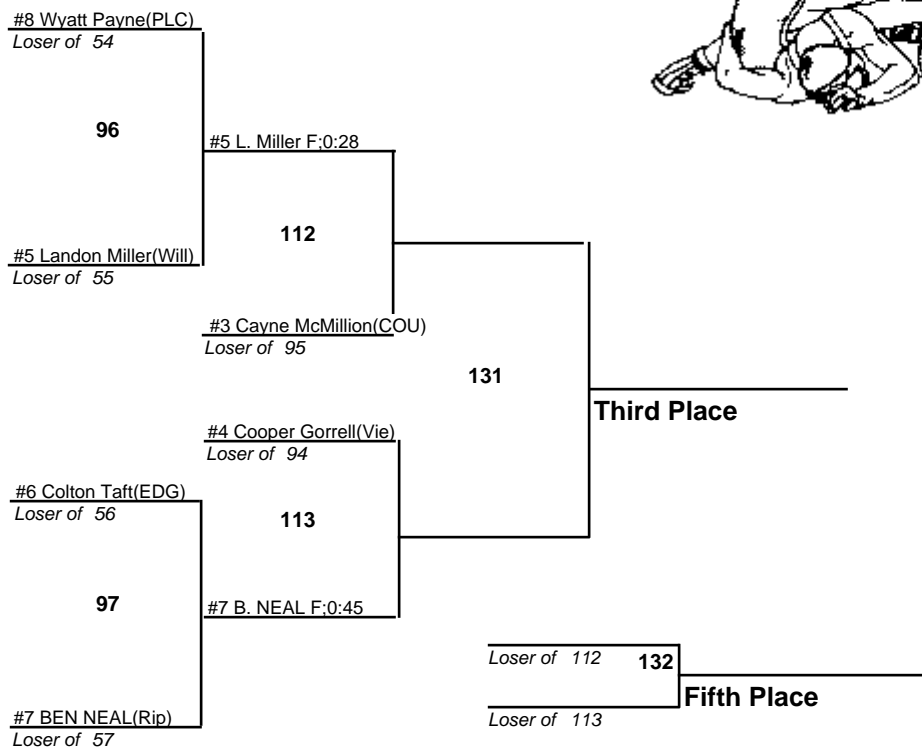 #8 Wyatt Payne(PLC)
Loser of 54
96
#5 L. Miller F;0:28
112
#5 Landon Miller(Will)
Loser of 55
#3 Cayne McMillion(COU)
Loser of 95
131
Third Place
#4 Cooper Gorrell(Vie)
Loser of 94
#6 Colton Taft(EDG)
Loser of 56
113
97
#7 B. NEAL F;0:45
Loser of 112
132
Fifth Place
Loser of 113
#7 BEN NEAL(Rip)
Loser of 57